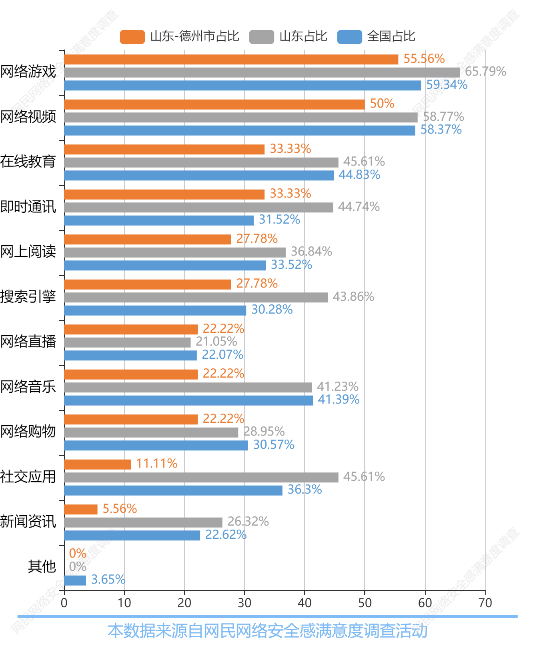 山东-德州市占比 山东占比 全国占比
网络游戏 55.56% 65.79% 59.34%
网络视频 50% 58.77% 58.37%
在线教育 33.33% 45.61% 44.83%
即时通讯 33.33% 44.74% 31.52%
网上阅读 27.78% 36.84% 33.52%
搜索引擎 27.78% 43.86% 30.28%
网络直播 22.22% 21.05% 22.07%
网络音乐 22.22% 41.23% 41.39%
网络购物 22.22% 28.95% 30.57%
社交应用 11.11% 45.61% 36.3%
新闻资讯 5.56% 26.32% 22.62%
其他 0% 0% 3.65%
0 10 20 30 40 50 60 70
本数据来源自网民网络安全感满意度调查活动